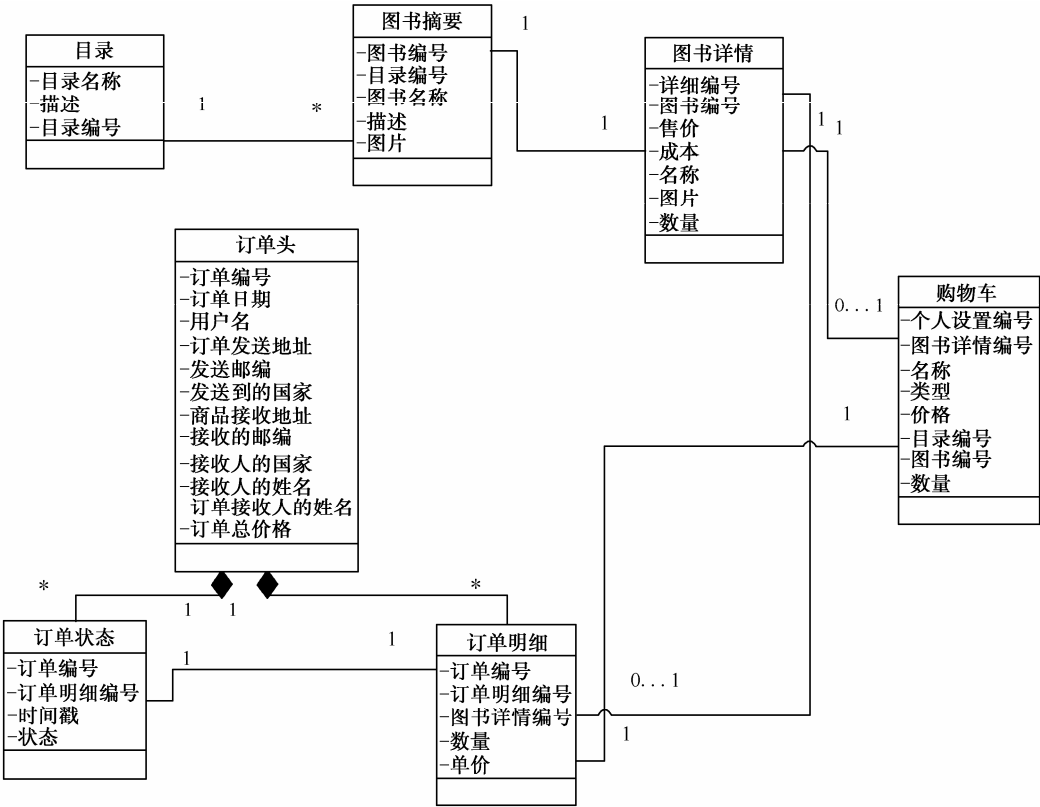 目录
-目录名称
-描述
-目录编号
1
*
图书摘要
-图书编号
-目录编号
-图书名称
-描述
-图片
1
1
图书详情
-详细编号
-图书编号
-售价
-成本
-名称
-图片
-数量
1
1
0...1
购物车
-个人设置编号
-图书详情编号
-名称
-类型
-价格
-目录编号
-图书编号
-数量
1
订单头
-订单编号
-订单日期
-用户名
-订单发送地址
-发送邮编
-发送到的国家
-商品接收地址
-接收的邮编
-接收人的国家
-接收人的姓名
订单接收人的姓名
-订单总价格
*
1
1
*
订单状态
-订单编号
-订单明细编号
-时间戳
-状态
1
1
订单明细
-订单编号
-订单明细编号
-图书详情编号
-数量
-单价
0...1
1